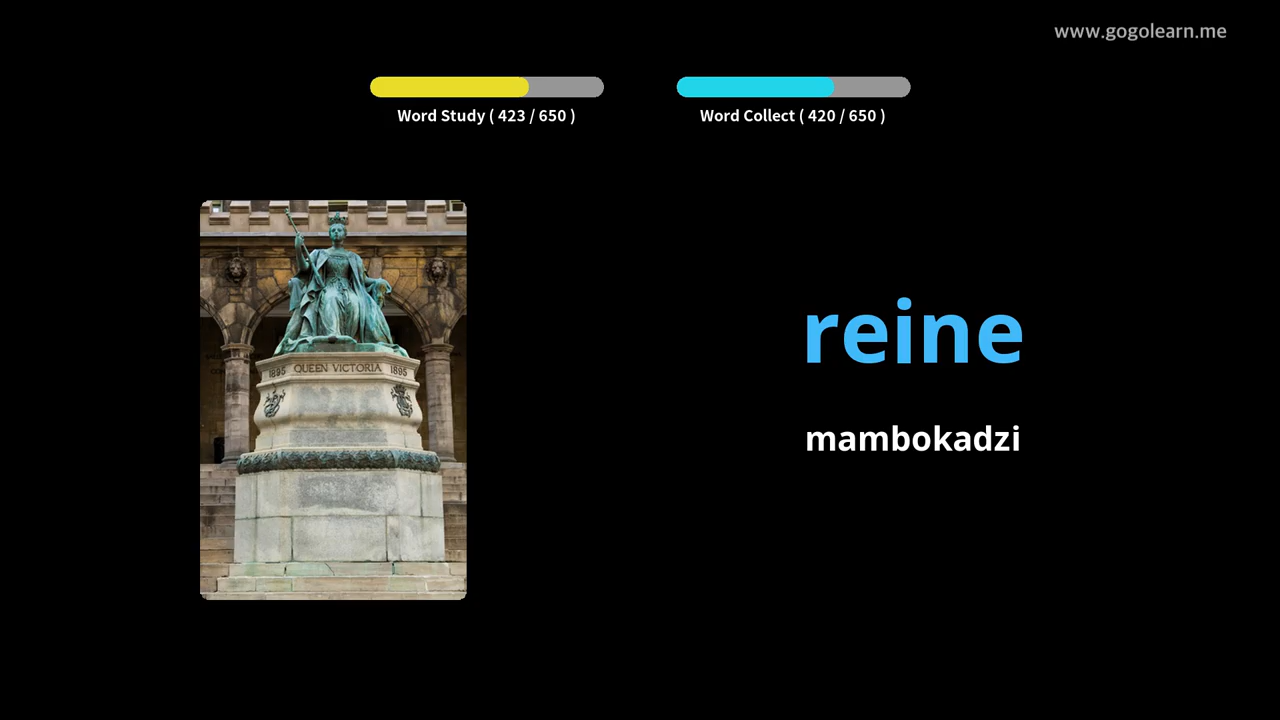 www.gogolearn.me
Word Study ( 423 / 650 )
Word Collect ( 420 / 650 )
1895 QUEEN VICTORIA 1895
reine
mambokadzi